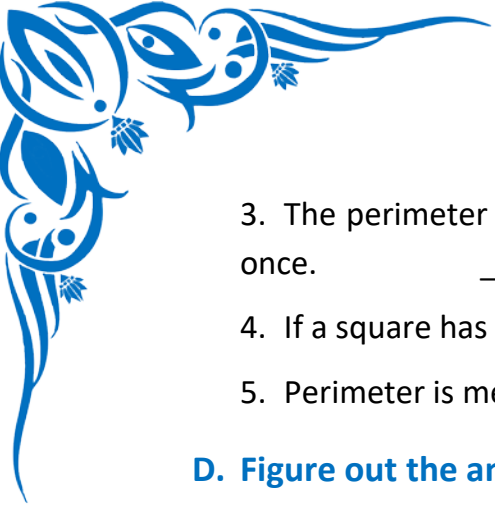 3. The perimeter
once. _
4. If a square has
5. Perimeter is me
D. Figure out the ar